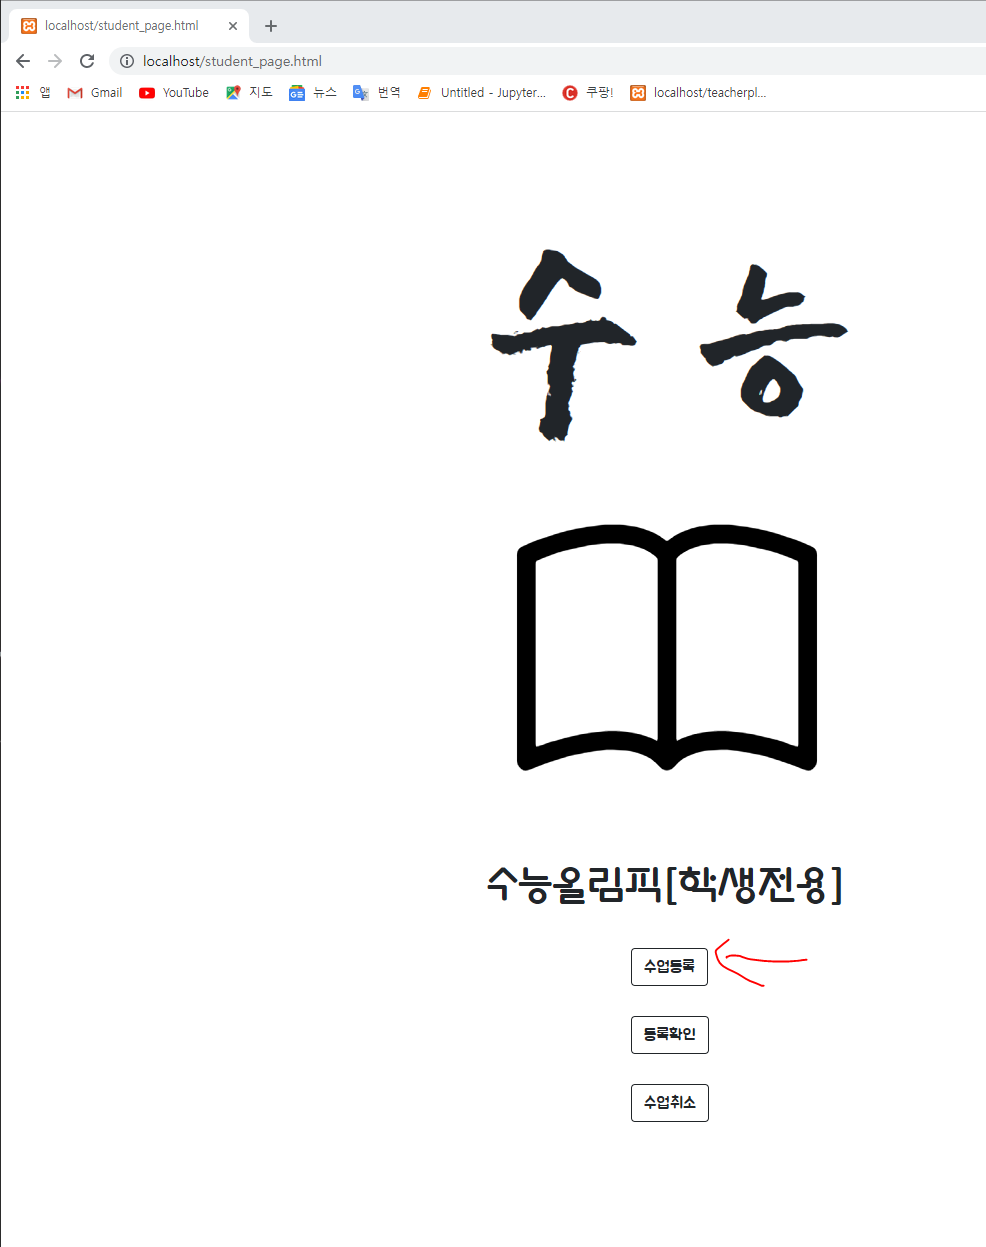 localhost/student_page.html
localhost/student_page.html
앱 Gmail YouTube 지도 뉴스 번역 Untitled - Jupyter... 쿠팡! localhost/teacherpl...
수 능
수능올림픽[학생전용]
수업등록
등록확인
수업취소